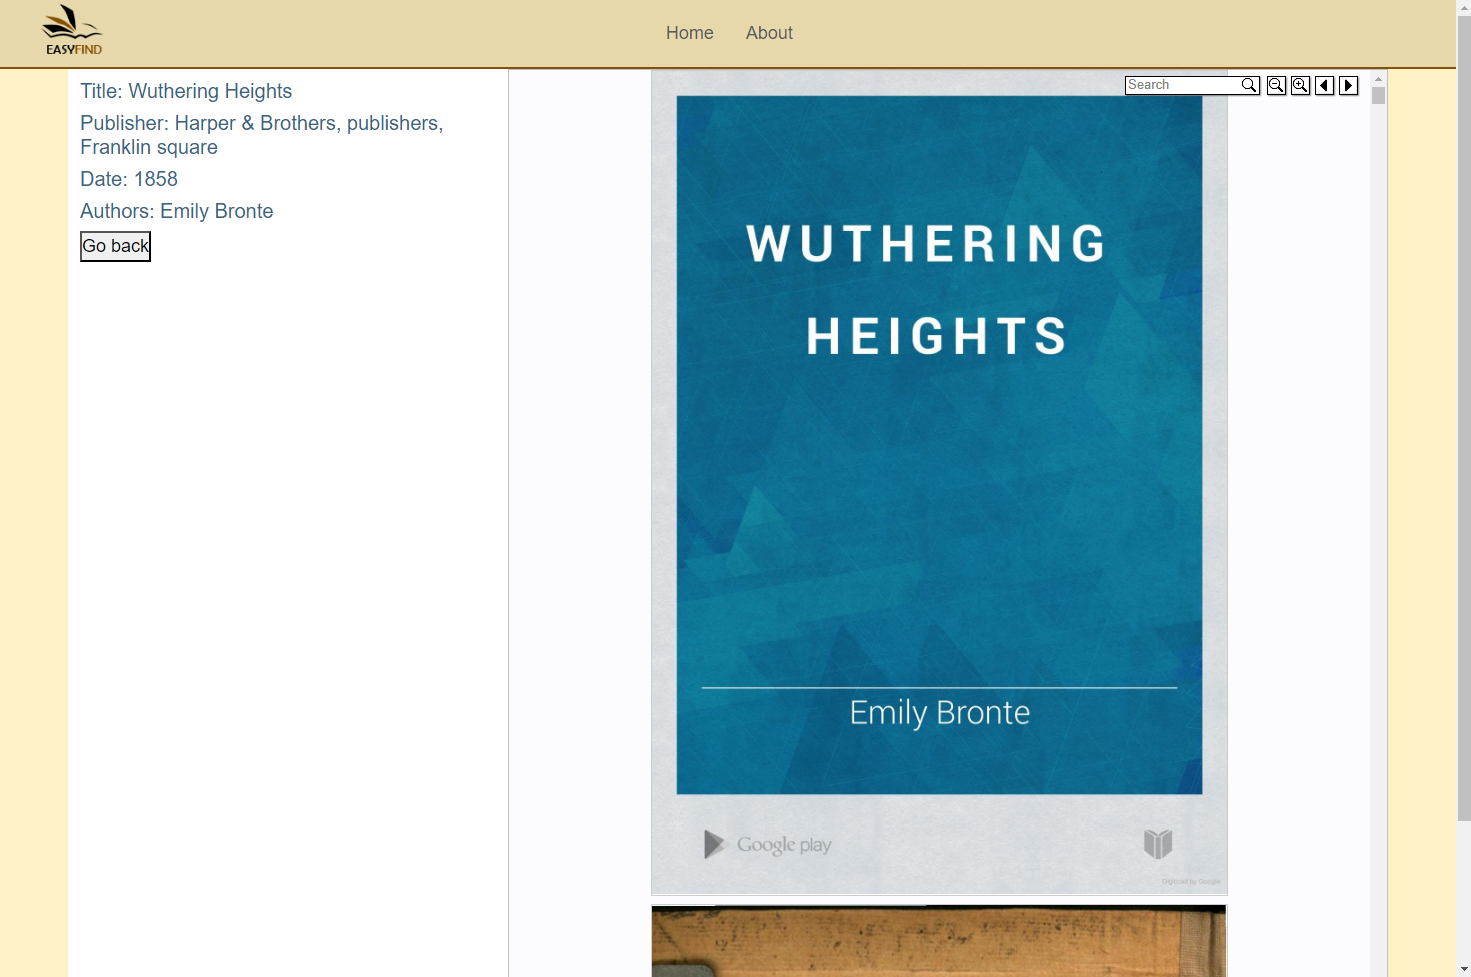 EASYFIND
Home
About
Title: Wuthering Heights
Publisher: Harper & Brothers, publishers,
Franklin square
Date: 1858
Authors: Emily Bronte
Go back
Search
WUTHERING
HEIGHTS
Emily Bronte
Google play
Digitized by Google